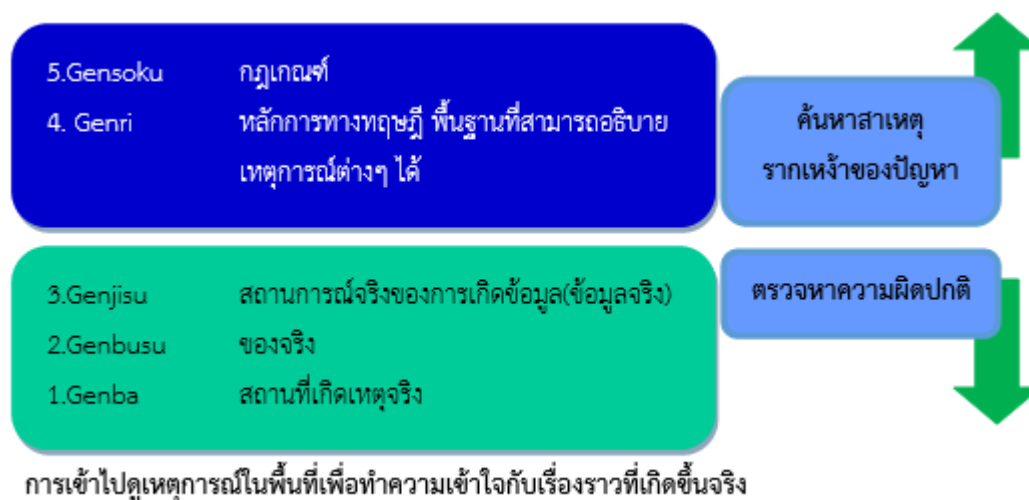 5.Gensoku กฎเกณฑ์
4. Genri หลักการทางทฤษฎี พื้นฐานที่สามารถอธิบาย
เหตุการณ์ต่างๆ ได้
ค้นหาสาเหตุ
รากเหง้าของปัญหา
3.Genjisu สถานการณ์จริงของการเกิดข้อมูล(ข้อมูลจริง)
2.Genbusu ของจริง
1.Genba สถานที่เกิดเหตุจริง
ตรวจหาความผิดปกติ
การเข้าไปดูเหตุการณ์ในพื้นที่เพื่อทำความเข้าใจกับเรื่องราวที่เกิดขึ้นจริง